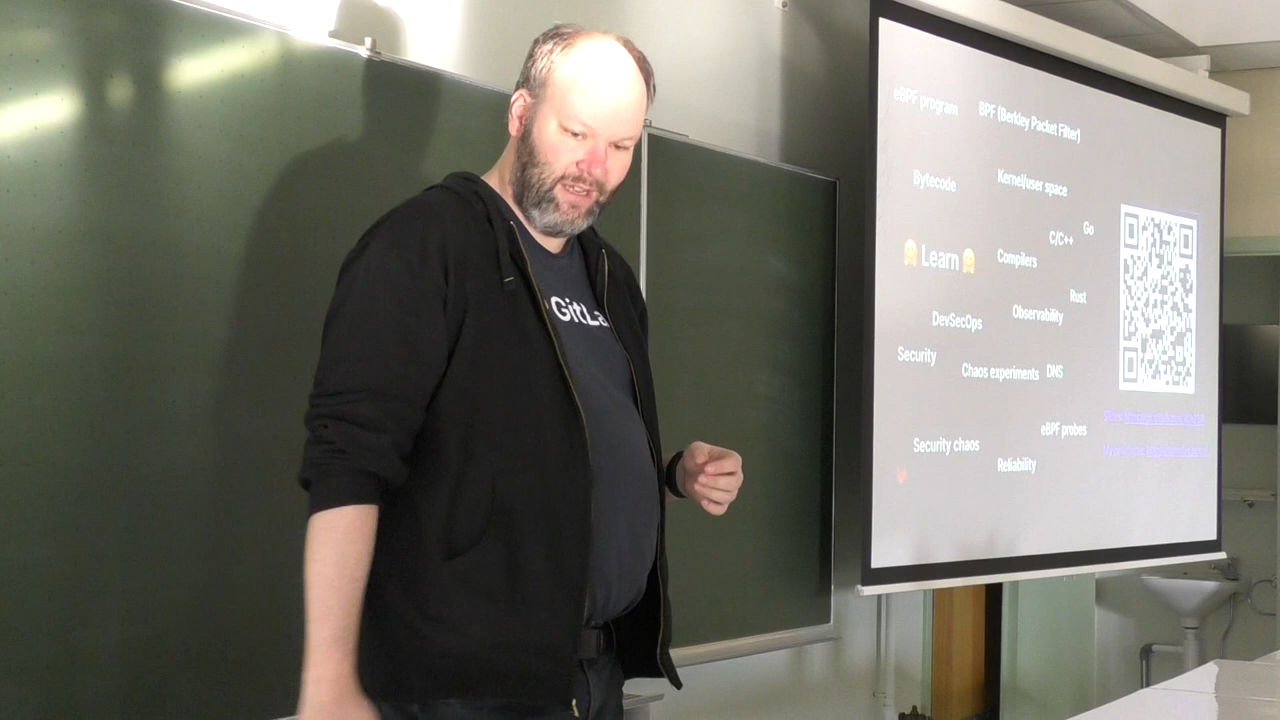 GitLa
eBPF program
BPF (Berkley Packet Filter)
Bytecode
Kernel/user space
Go
C/C++
Learn
Compilers
Rust
DevSecOps
Observability
Security
Chaos experiments
DNS
eBPF probes
Security chaos
Reliability